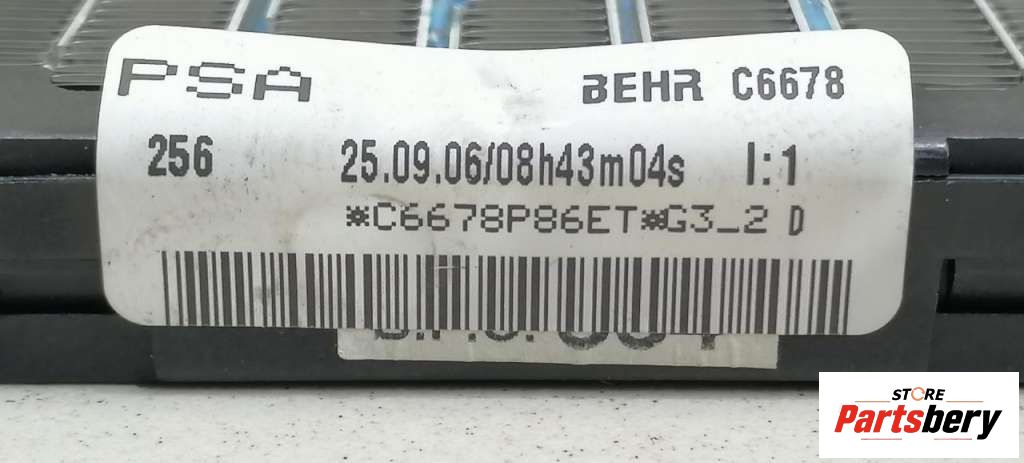 PSA BEHR C6678
256 25.09.06/08h43m04s I:1
*C6678P86ET*G3_2 D
STORE
Partsbery